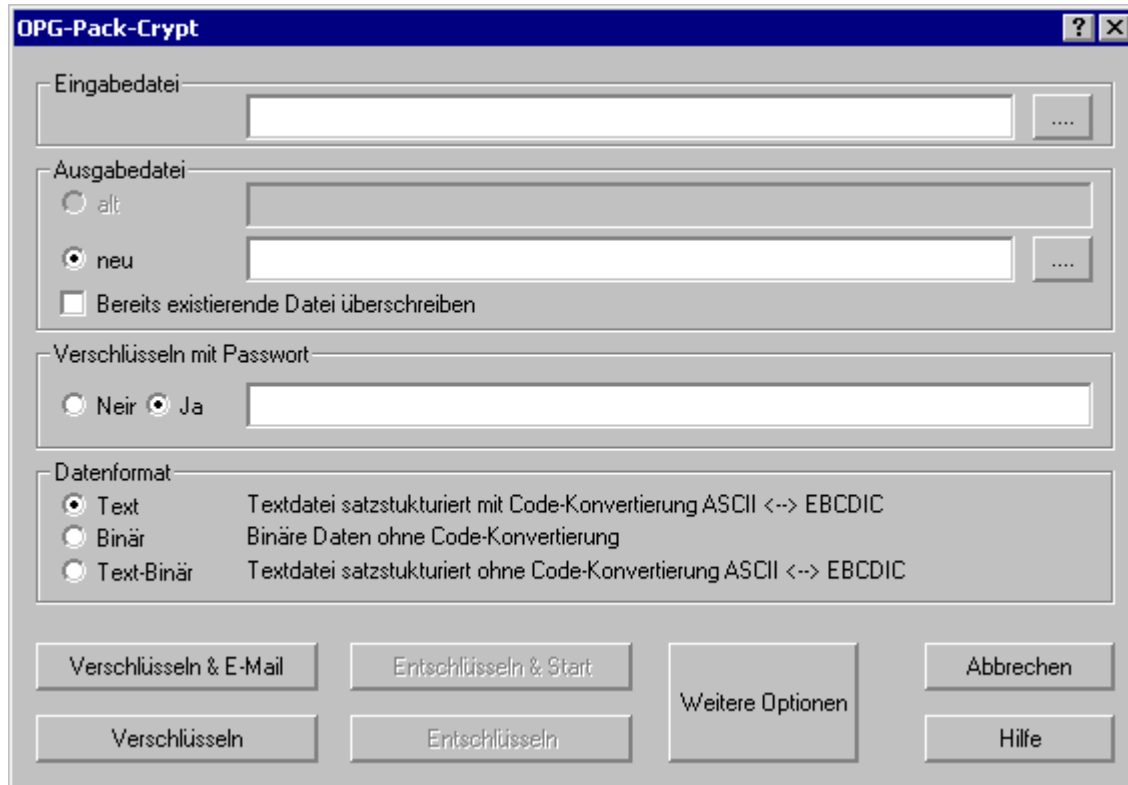 OPG-Pack-Crypt
Eingabedatei
....
Ausgabedatei
alt
neu
....
Bereits existierende Datei überschreiben
Verschlüsseln mit Passwort
Neir Ja
Datenformat
Text Textdatei satzstukturiert mit Code-Konvertierung ASCII <--> EBCDIC
Binär Binäre Daten ohne Code-Konvertierung
Text-Binär Textdatei satzstukturiert ohne Code-Konvertierung ASCII <--> EBCDIC
Verschlüsseln & E-Mail Entschlüsseln & Start Weitere Optionen Abbrechen
Verschlüsseln Entschlüsseln Hilfe